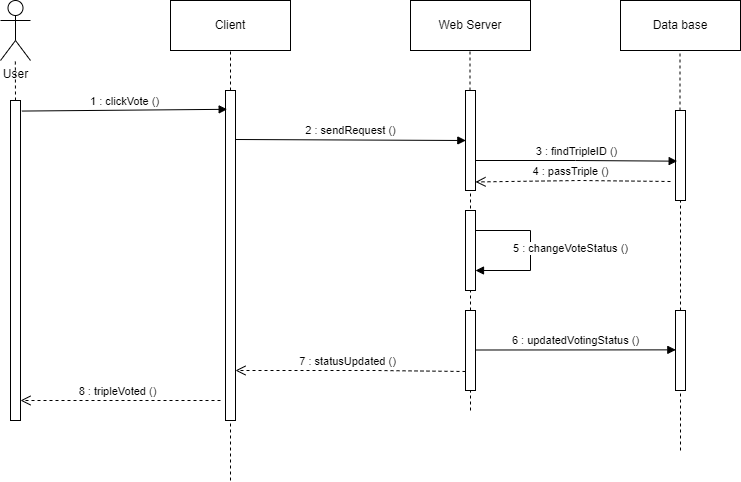 Client
Web Server
Data base
User
1 : clickVote ()
2 : sendRequest ()
3 : findTripleID ()
4 : passTriple ()
5 : changeVoteStatus ()
6 : updatedVotingStatus ()
7 : statusUpdated ()
8 : tripleVoted ()